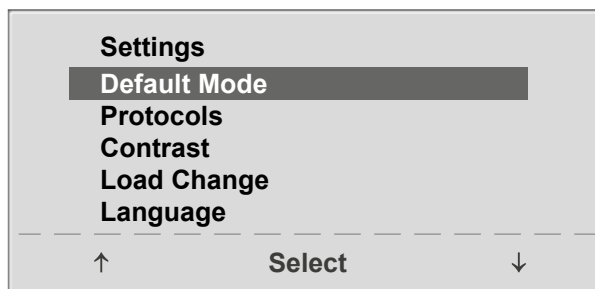 Settings
Default Mode
Protocols
Contrast
Load Change
Language
↑ Select ↓